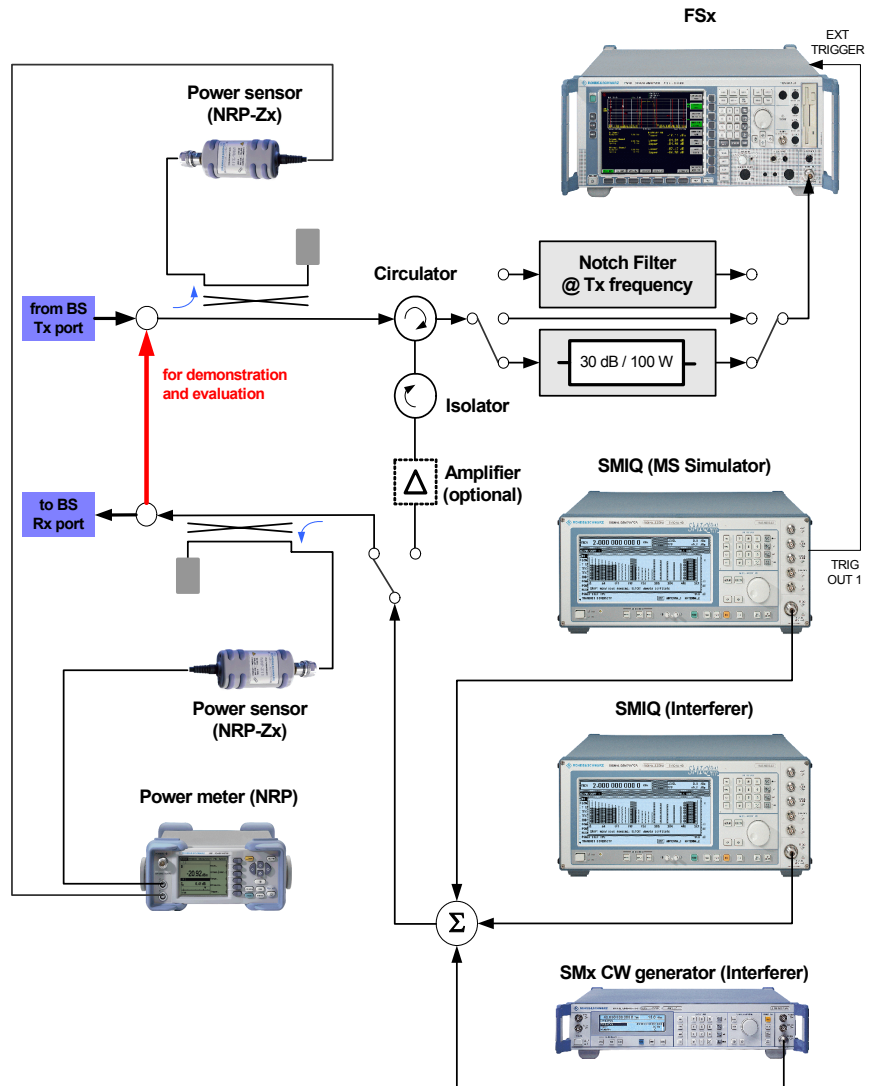 FSx
EXT
TRIGGER
Power sensor
(NRP-Zx)
Circulator
Notch Filter
@ Tx frequency
from BS
Tx port
30 dB / 100 W
for demonstration
and evaluation
Isolator
Amplifier
(optional)
Δ
SMIQ (MS Simulator)
to BS
Rx port
TRIG
OUT 1
Power sensor
(NRP-Zx)
SMIQ (Interferer)
Power meter (NRP)
-20.92
Σ
SMx CW generator (Interferer)